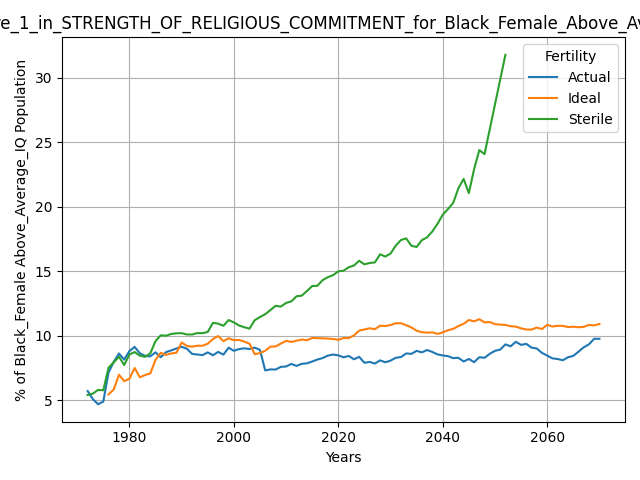 e_1_in_STRENGTH_OF_RELIGIOUS_COMMITMENT_for_Black_Female_Above_A
% of Black_Female Above_Average_IQ Population
30
25
20
15
10
5
1980 2000 2020 2040 2060
Years
Fertility
Actual
Ideal
Sterile